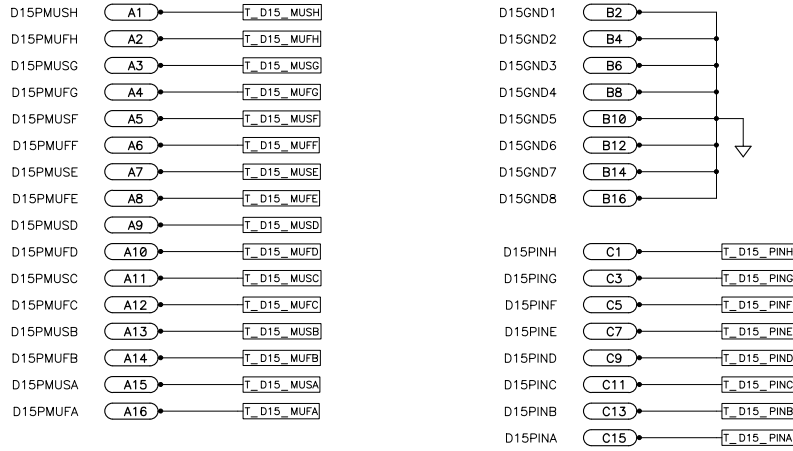 D15PMUSH A1 T_D15_MUSH
D15PMUFH A2 T_D15_MUFH
D15PMUSG A3 T_D15_MUSG
D15PMUFG A4 T_D15_MUFG
D15PMUSF A5 T_D15_MUSF
D15PMUFF A6 T_D15_MUFF
D15PMUSE A7 T_D15_MUSE
D15PMUFE A8 T_D15_MUFE
D15PMUSD A9 T_D15_MUSD
D15PMUFD A10 T_D15_MUFD
D15PMUSC A11 T_D15_MUSC
D15PMUFC A12 T_D15_MUFC
D15PMUSB A13 T_D15_MUSB
D15PMUFB A14 T_D15_MUFB
D15PMUSA A15 T_D15_MUSA
D15PMUFA A16 T_D15_MUFA
D15GND1 B2
D15GND2 B4
D15GND3 B6
D15GND4 B8
D15GND5 B10
D15GND6 B12
D15GND7 B14
D15GND8 B16
D15PINH C1 T_D15_PINH
D15PING C3 T_D15_PING
D15PINF C5 T_D15_PINF
D15PINE C7 T_D15_PINE
D15PIND C9 T_D15_PIND
D15PINC C11 T_D15_PINC
D15PINB C13 T_D15_PINB
D15PINA C15 T_D15_PINA